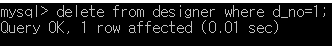 mysql> delete from designer where d_no=1;
Query OK, 1 row affected (0.01 sec)